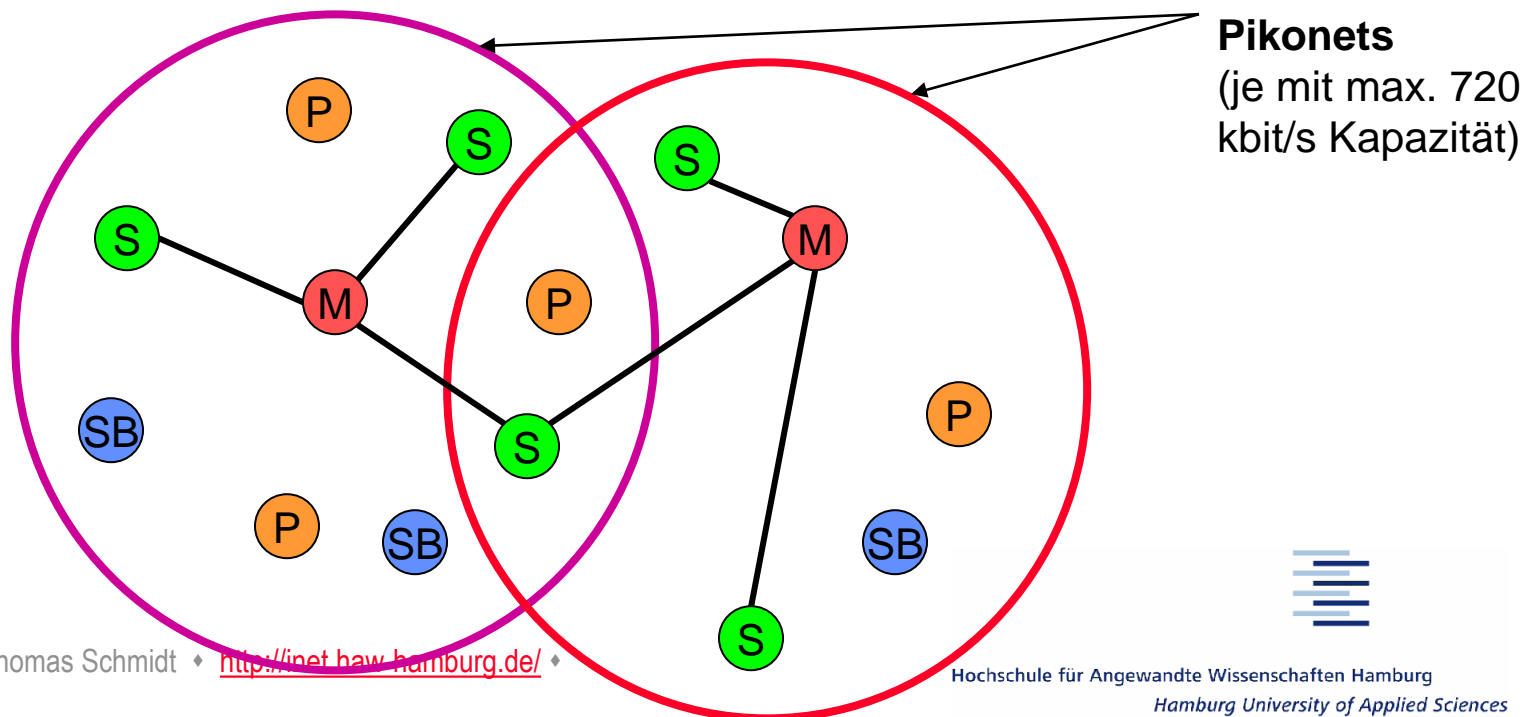 Pikonets
(je mit max. 720
kbit/s Kapazität)
P
S
S
S
M
M
P
P
SB
S
P
SB
SB
S
homas Schmidt • http://inet.haw-hamburg.de/ •
Hochschule für Angewandte Wissenschaften Hamburg
Hamburg University of Applied Sciences